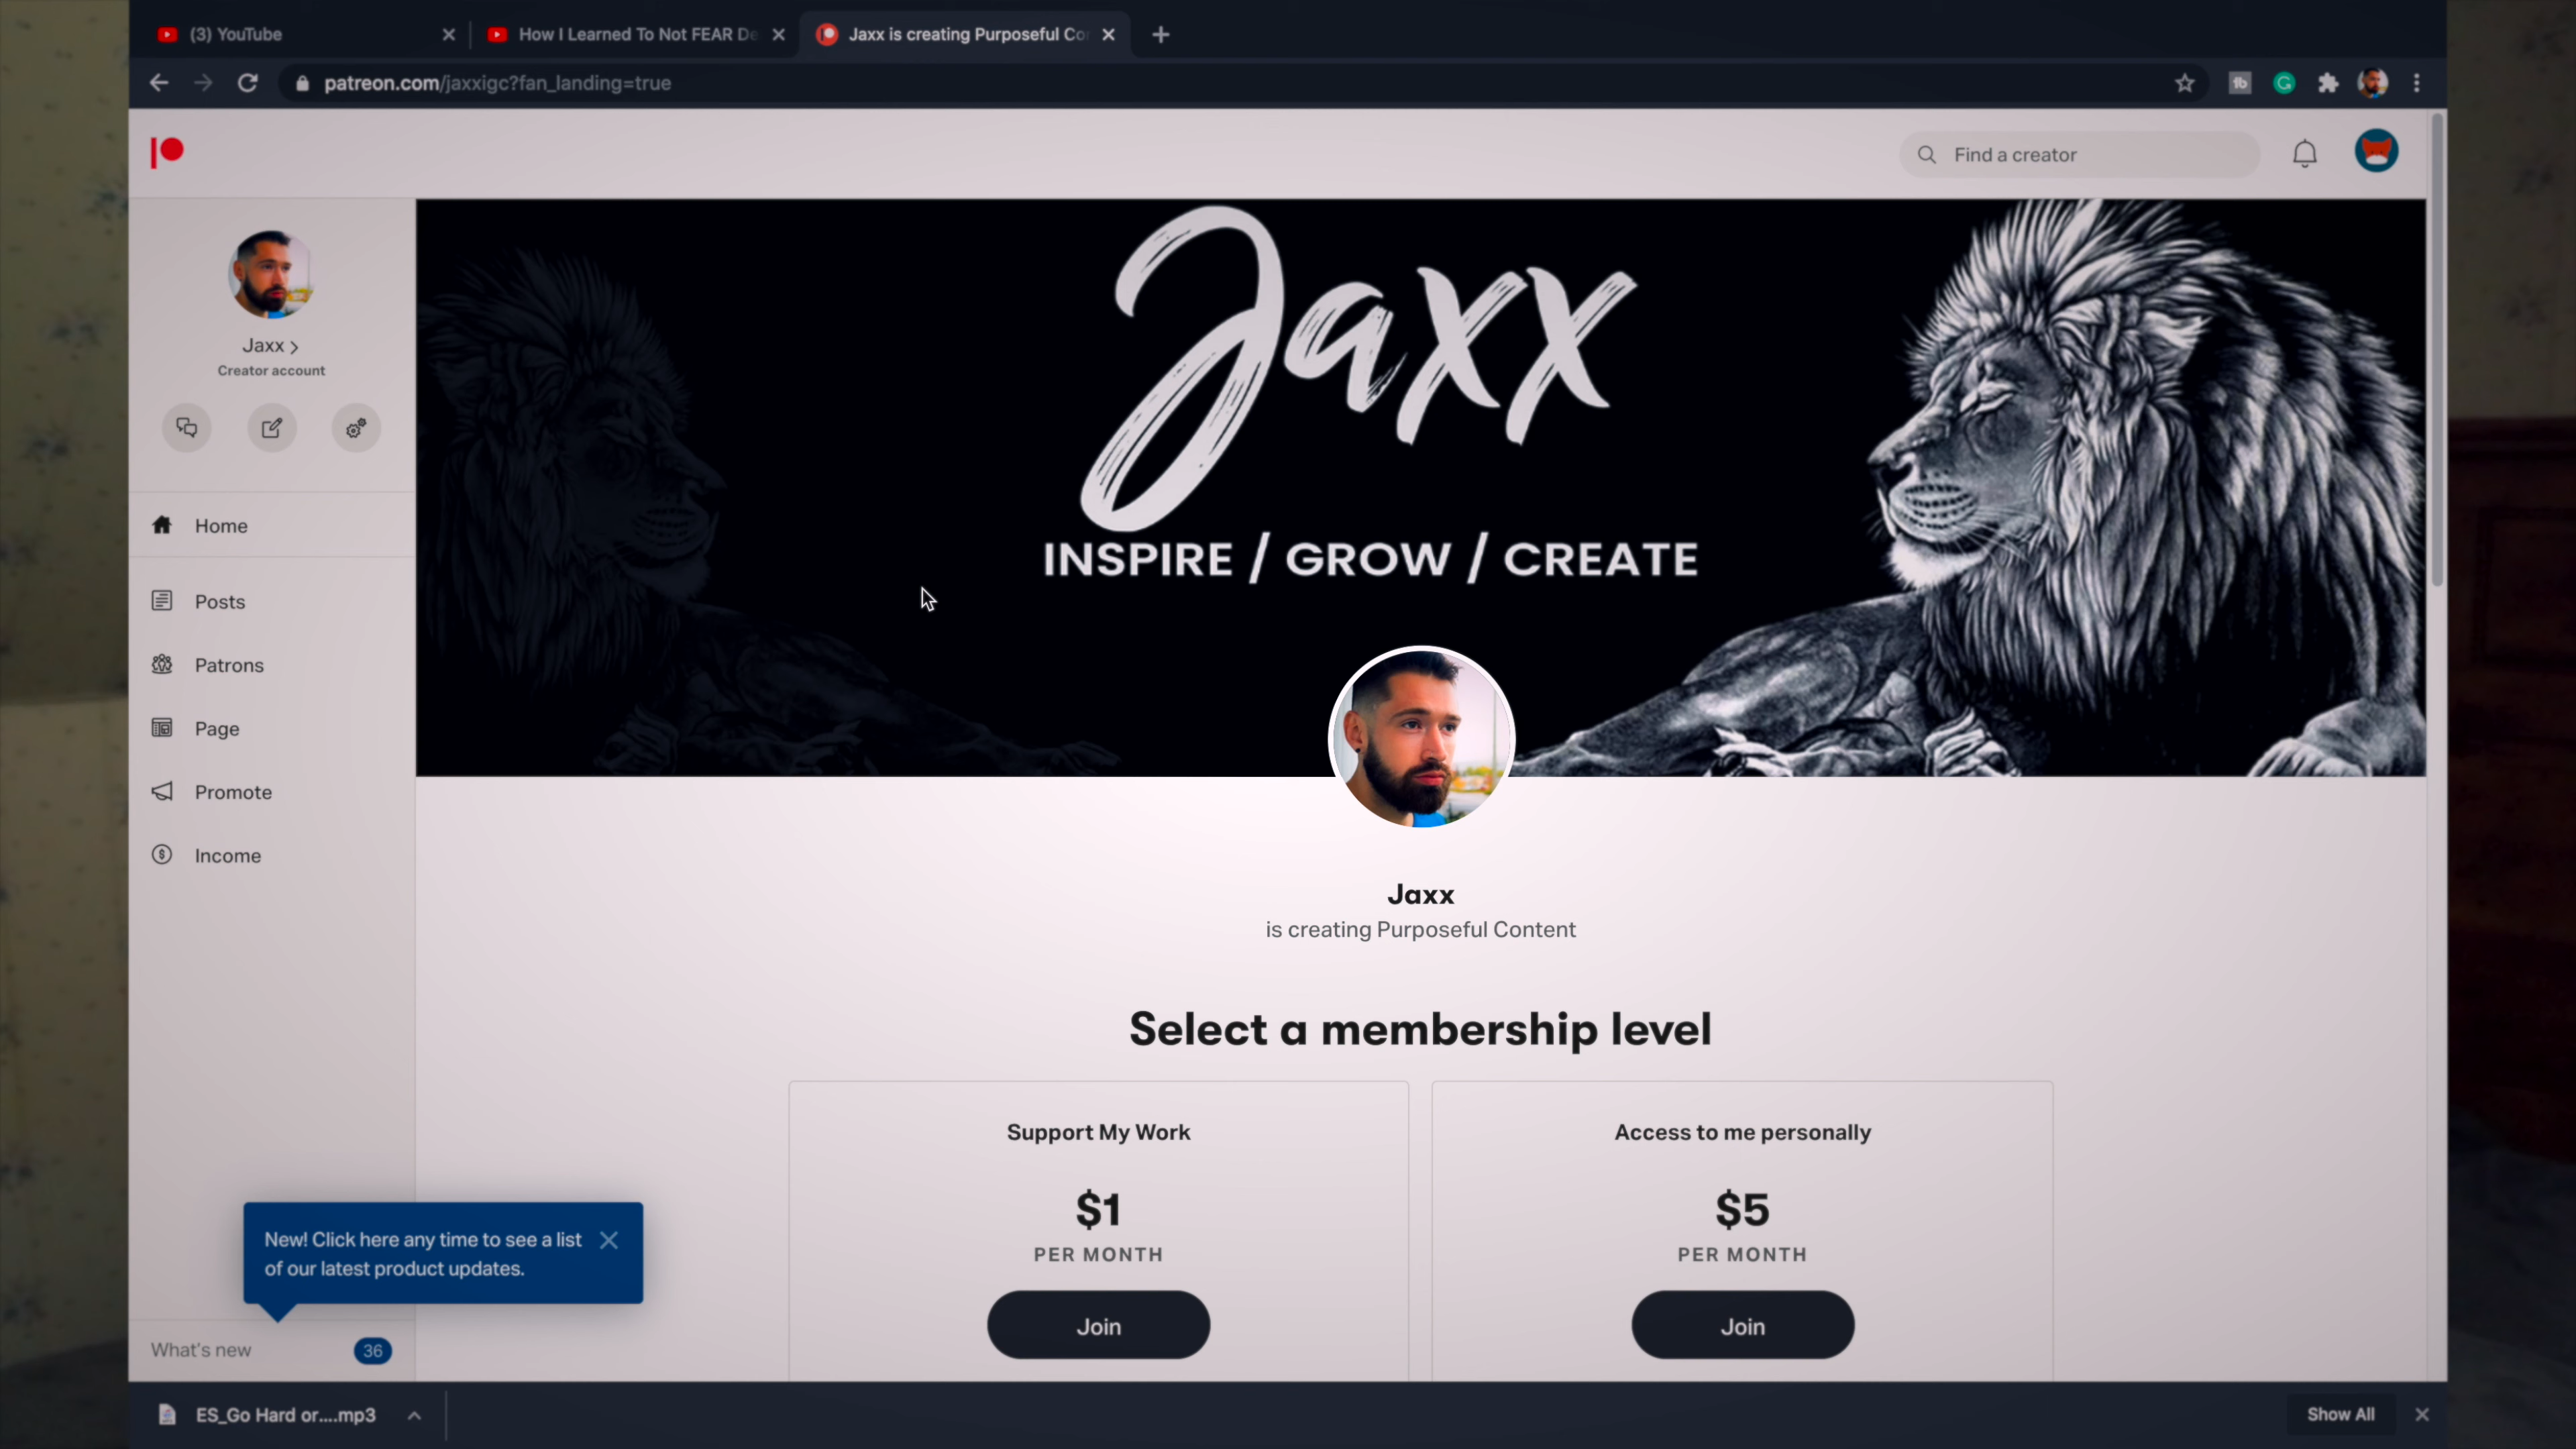 (3) YouTube
How I Learned To Not FEAR De
Jaxx is creating Purposeful Con
patreon.com/jaxxigc?fan_landing=true
Find a creator
Jaxx
Creator account
Home
Posts
Patrons
Page
Promote
Income
Jaxx
INSPIRE / GROW / CREATE
Jaxx
is creating Purposeful Content
Select a membership level
Support My Work
$1
PER MONTH
Join
Access to me personally
$5
PER MONTH
Join
New! Click here any time to see a list
of our latest product updates.
What's new
36
ES_Go Hard or....mp3
Show All